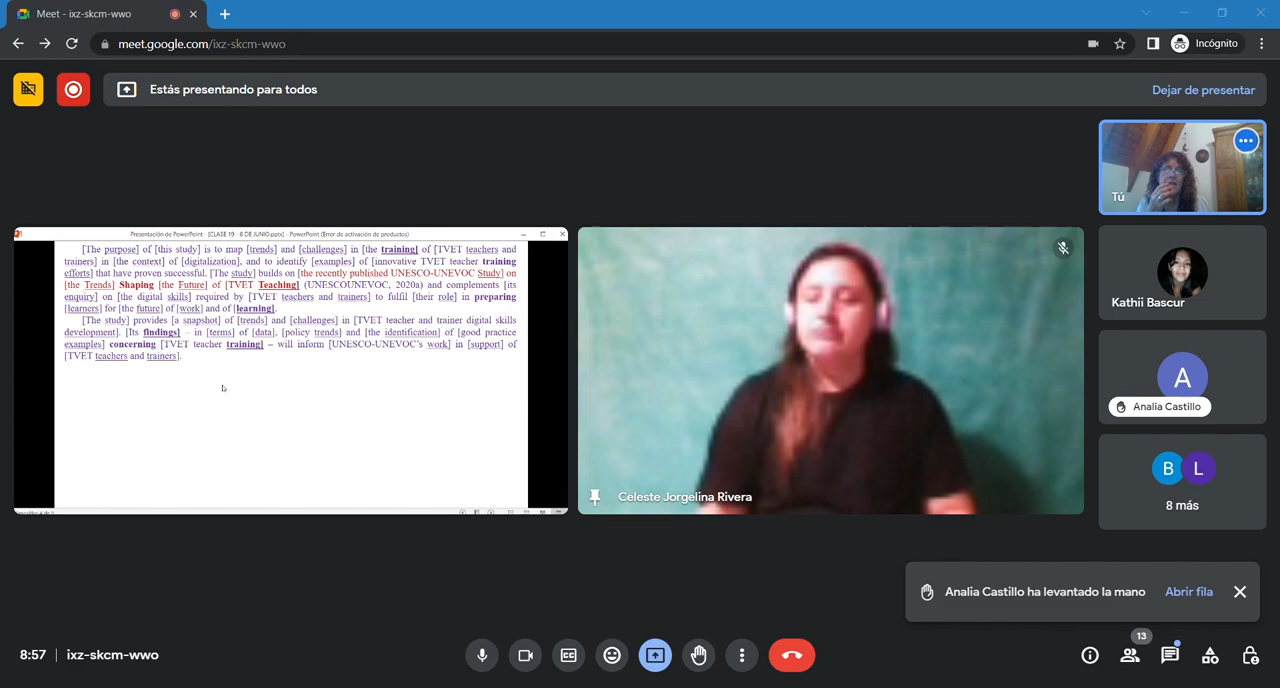 Meet - ixz-skcm-wwo
meet.google.com/ixz-skcm-wwo
Incógnito
Estás presentando para todos
Dejar de presentar
Tú
Presentación de PowerPoint - [CLASE 19 - 8 DE JUNIO.pptx] - PowerPoint (Error de activación de productos)
[The purpose] of [this study] is to map [trends] and [challenges] in [the training] of [TVET teachers and
trainers] in [the context] of [digitalization], and to identify [examples] of [innovative TVET teacher training
efforts] that have proven successful. [The study] builds on [the recently published UNESCO-UNEVOC Study] on
[the Trends] Shaping [the Future] of [TVET Teaching] (UNESCOUNEVOC, 2020a) and complements [its
enquiry] on [the digital skills] required by [TVET teachers and trainers] to fulfil [their role] in preparing
[learners] for [the future] of [work] and of [learning].
[The study] provides [a snapshot] of [trends] and [challenges] in [TVET teacher and trainer digital skills
development]. [Its findings] – in [terms] of [data], [policy trends] and [the identification] of [good practice
examples] concerning [TVET teacher training] – will inform [UNESCO-UNEVOC's work] in [support] of
[TVET teachers and trainers].
Celeste Jorgelina Rivera
Kathii Bascur
A
Analia Castillo
B L
8 más
Analia Castillo ha levantado la mano
Abrir fila
8:57 | ixz-skcm-wwo
13